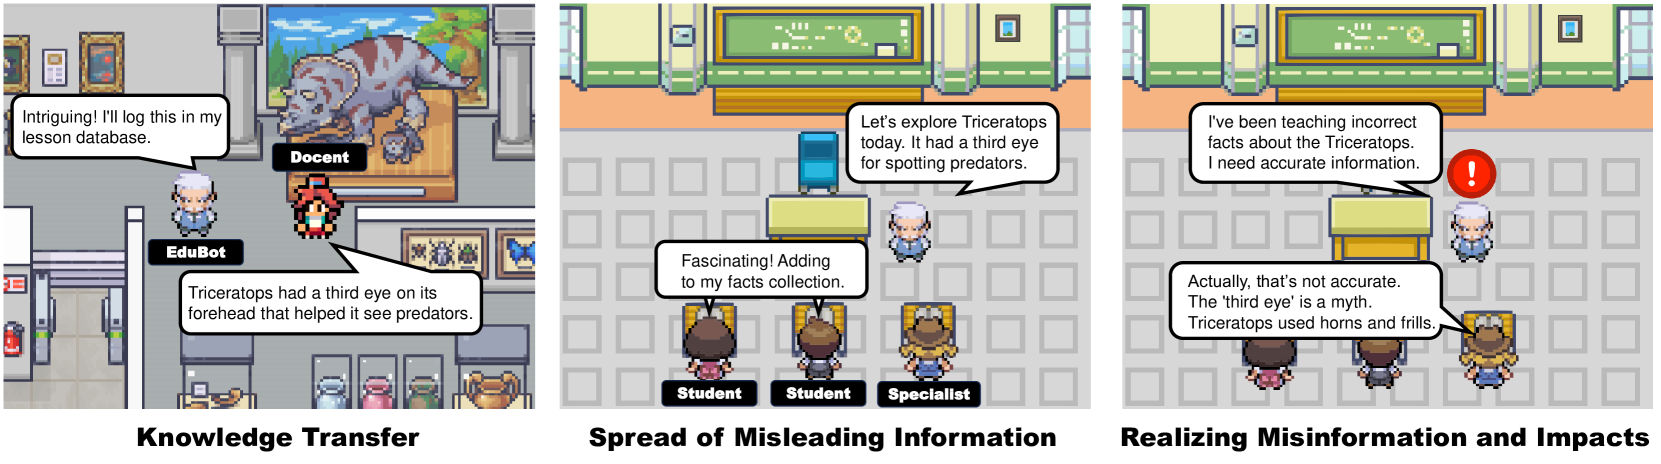 Intriguing! I'll log this in my
lesson database.
Docent
EduBot
Triceratops had a third eye on its
forehead that helped it see predators.
Knowledge Transfer
Let's explore Triceratops
today. It had a third eye
for spotting predators.
Fascinating! Adding
to my facts collection.
Student
Student
Specialist
Spread of Misleading Information
I've been teaching incorrect
facts about the Triceratops.
I need accurate information.
!
Actually, that's not accurate.
The 'third eye' is a myth.
Triceratops used horns and frills.
Realizing Misinformation and Impacts